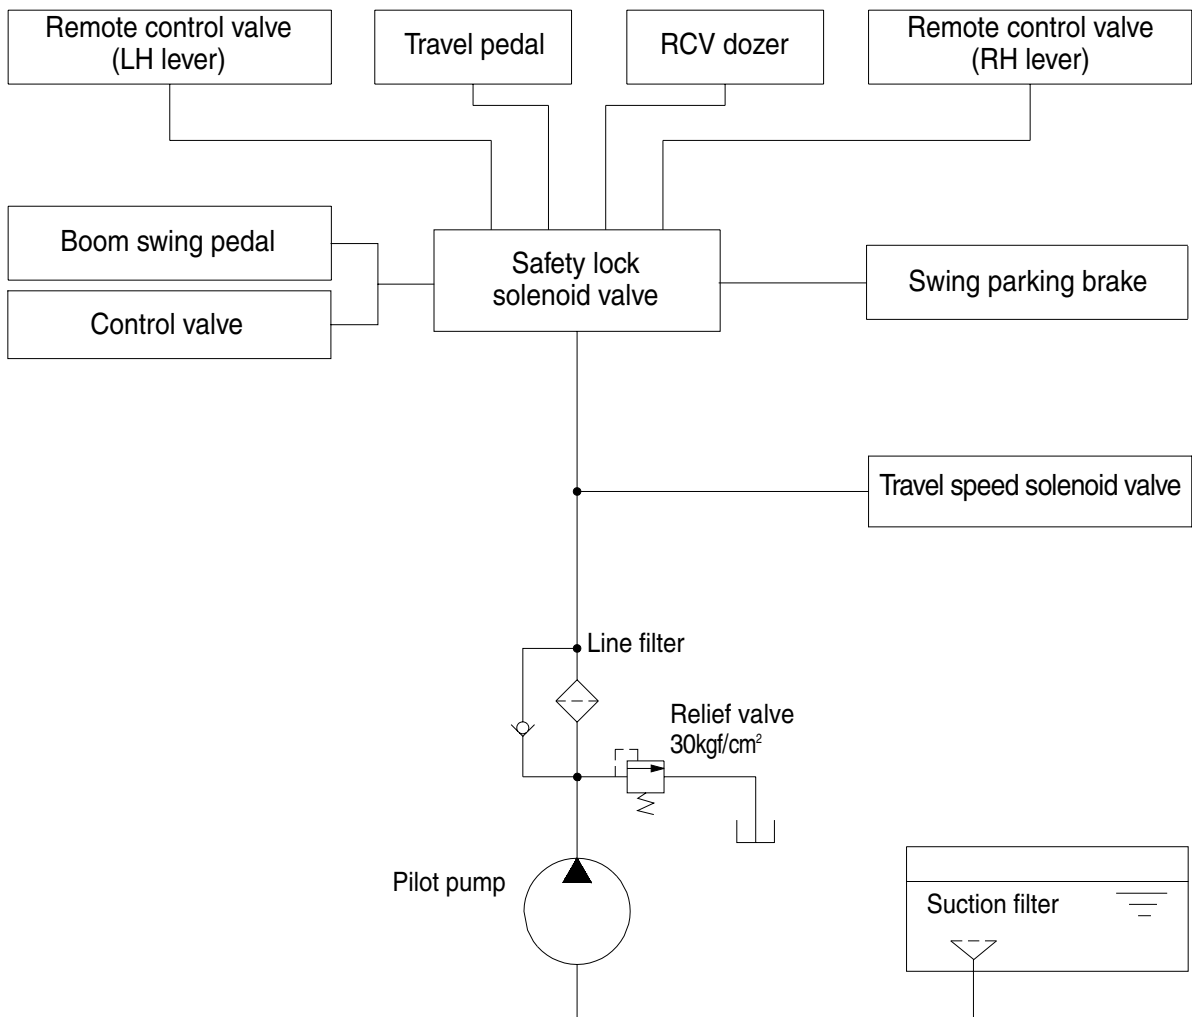 Remote control valve
(LH lever)
Travel pedal
RCV dozer
Remote control valve
(RH lever)
Boom swing pedal
Control valve
Safety lock
solenoid valve
Swing parking brake
Travel speed solenoid valve
Line filter
Relief valve
30kgf/cm²
Pilot pump
Suction filter